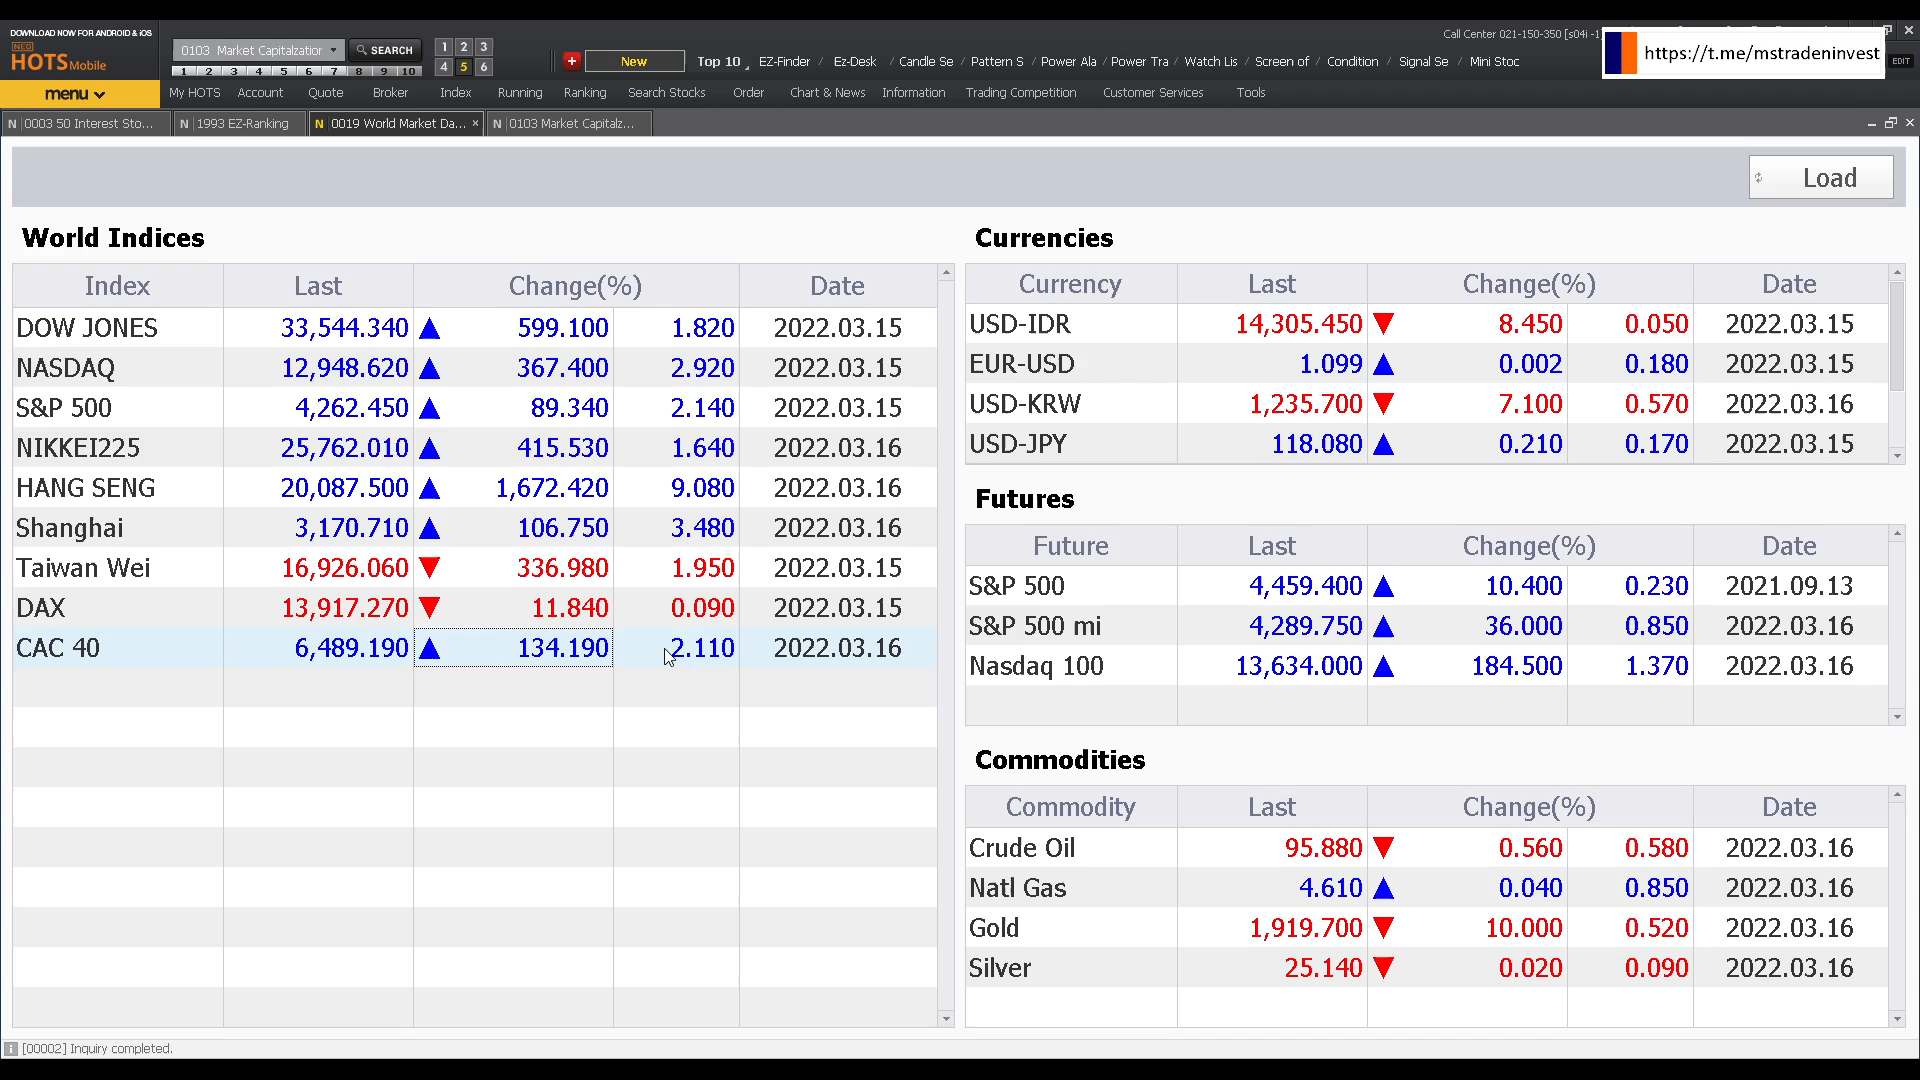 DOWNLOAD NOW FOR ANDROID & iOS
NEO
HOTS Mobile
menu
0103 Market Capitalzatior
SEARCH
1 2 3 4 5 6 7 8 9 10
1 2 3
4 5 6
New
Top 10
EZ-Finder / Ez-Desk / Candle Se / Pattern S / Power Ala / Power Tra / Watch Lis / Screen of / Condition / Signal Se / Mini Stoc
Call Center 021-150-350 [s04i -1
https://t.me/mstradeninvest
EDIT
My HOTS Account Quote Broker Index Running Ranking Search Stocks Order Chart & News Information Trading Competition Customer Services Tools
N 0003 50 Interest Sto... N 1993 EZ-Ranking N 0019 World Market Da... × N 0103 Market Capitalz...
Load
World Indices
Index Last Change(%) Date
DOW JONES 33,544.340 ▲ 599.100 1.820 2022.03.15
NASDAQ 12,948.620 ▲ 367.400 2.920 2022.03.15
S&P 500 4,262.450 ▲ 89.340 2.140 2022.03.15
NIKKEI225 25,762.010 ▲ 415.530 1.640 2022.03.16
HANG SENG 20,087.500 ▲ 1,672.420 9.080 2022.03.16
Shanghai 3,170.710 ▲ 106.750 3.480 2022.03.16
Taiwan Wei 16,926.060 ▼ 336.980 1.950 2022.03.15
DAX 13,917.270 ▼ 11.840 0.090 2022.03.15
CAC 40 6,489.190 ▲ 134.190 2.110 2022.03.16
Currencies
Currency Last Change(%) Date
USD-IDR 14,305.450 ▼ 8.450 0.050 2022.03.15
EUR-USD 1.099 ▲ 0.002 0.180 2022.03.15
USD-KRW 1,235.700 ▼ 7.100 0.570 2022.03.16
USD-JPY 118.080 ▲ 0.210 0.170 2022.03.15
Futures
Future Last Change(%) Date
S&P 500 4,459.400 ▲ 10.400 0.230 2021.09.13
S&P 500 mi 4,289.750 ▲ 36.000 0.850 2022.03.16
Nasdaq 100 13,634.000 ▲ 184.500 1.370 2022.03.16
Commodities
Commodity Last Change(%) Date
Crude Oil 95.880 ▼ 0.560 0.580 2022.03.16
Natl Gas 4.610 ▲ 0.040 0.850 2022.03.16
Gold 1,919.700 ▼ 10.000 0.520 2022.03.16
Silver 25.140 ▼ 0.020 0.090 2022.03.16
[00002] Inquiry completed.